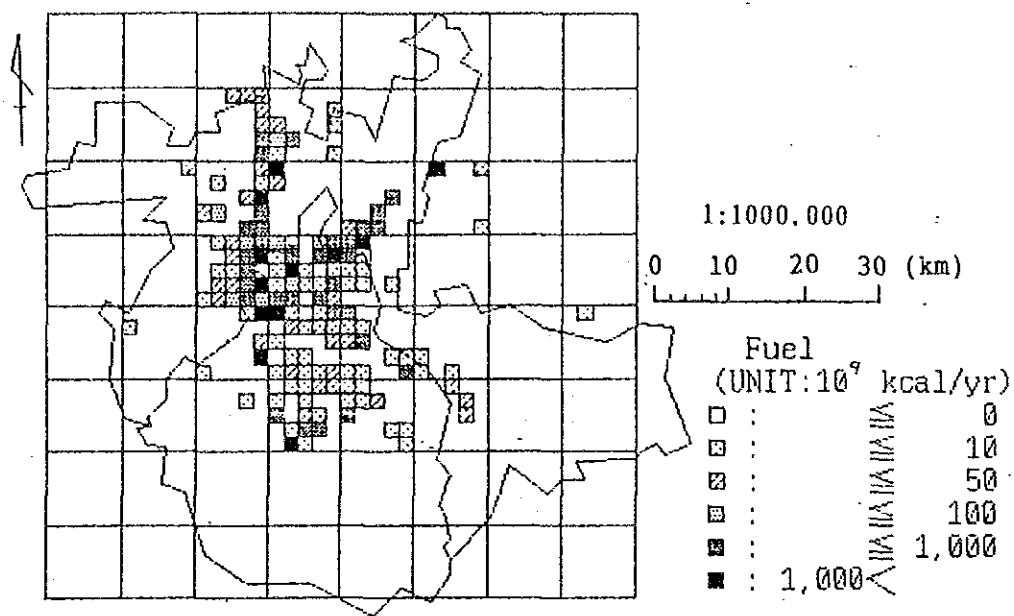 1:1000.000
0 10 20 30 (km)
Fuel
(UNIT:10⁹ kcal/yr)
□ : ≦ 0
: ≦ 10
: ≦ 50
: ≦ 100
: ≦ 1,000
■ : 1,000<